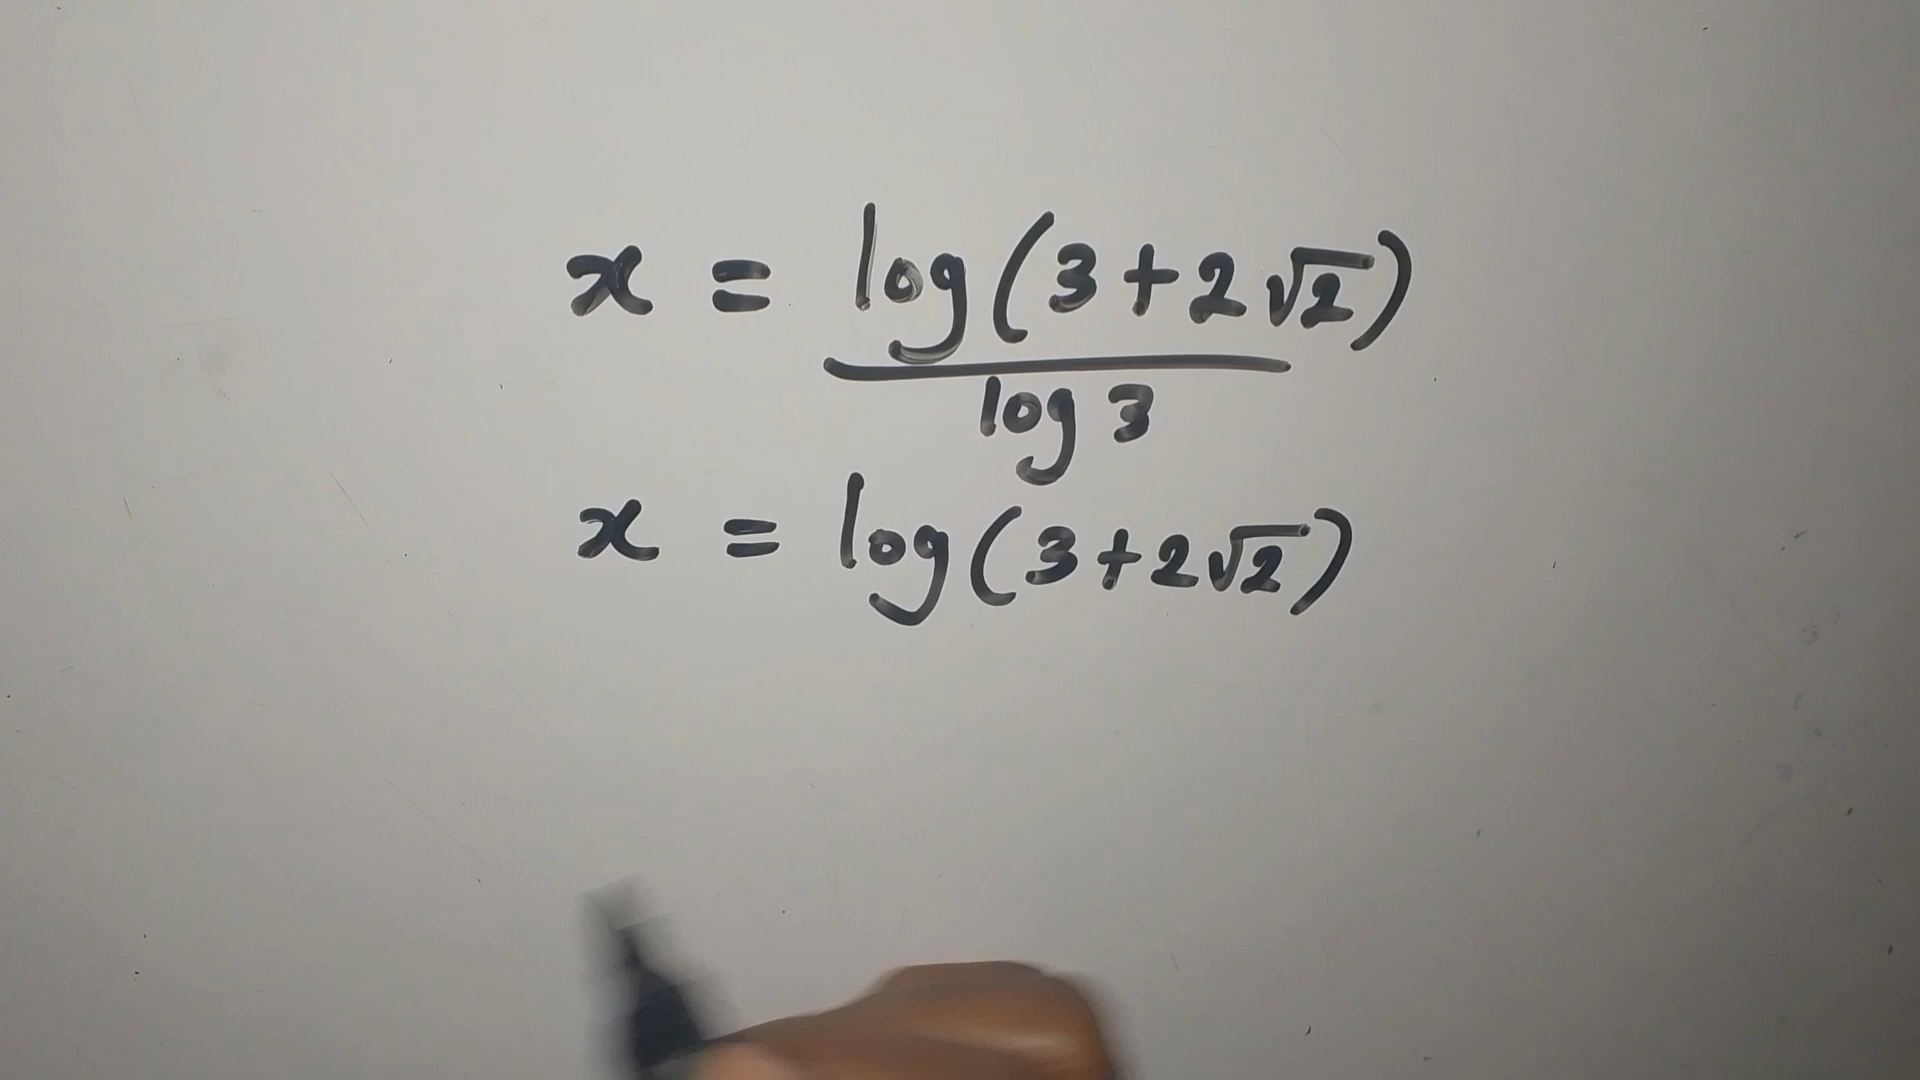 x = log(3+2√2)
log 3
x = log(3+2√2)